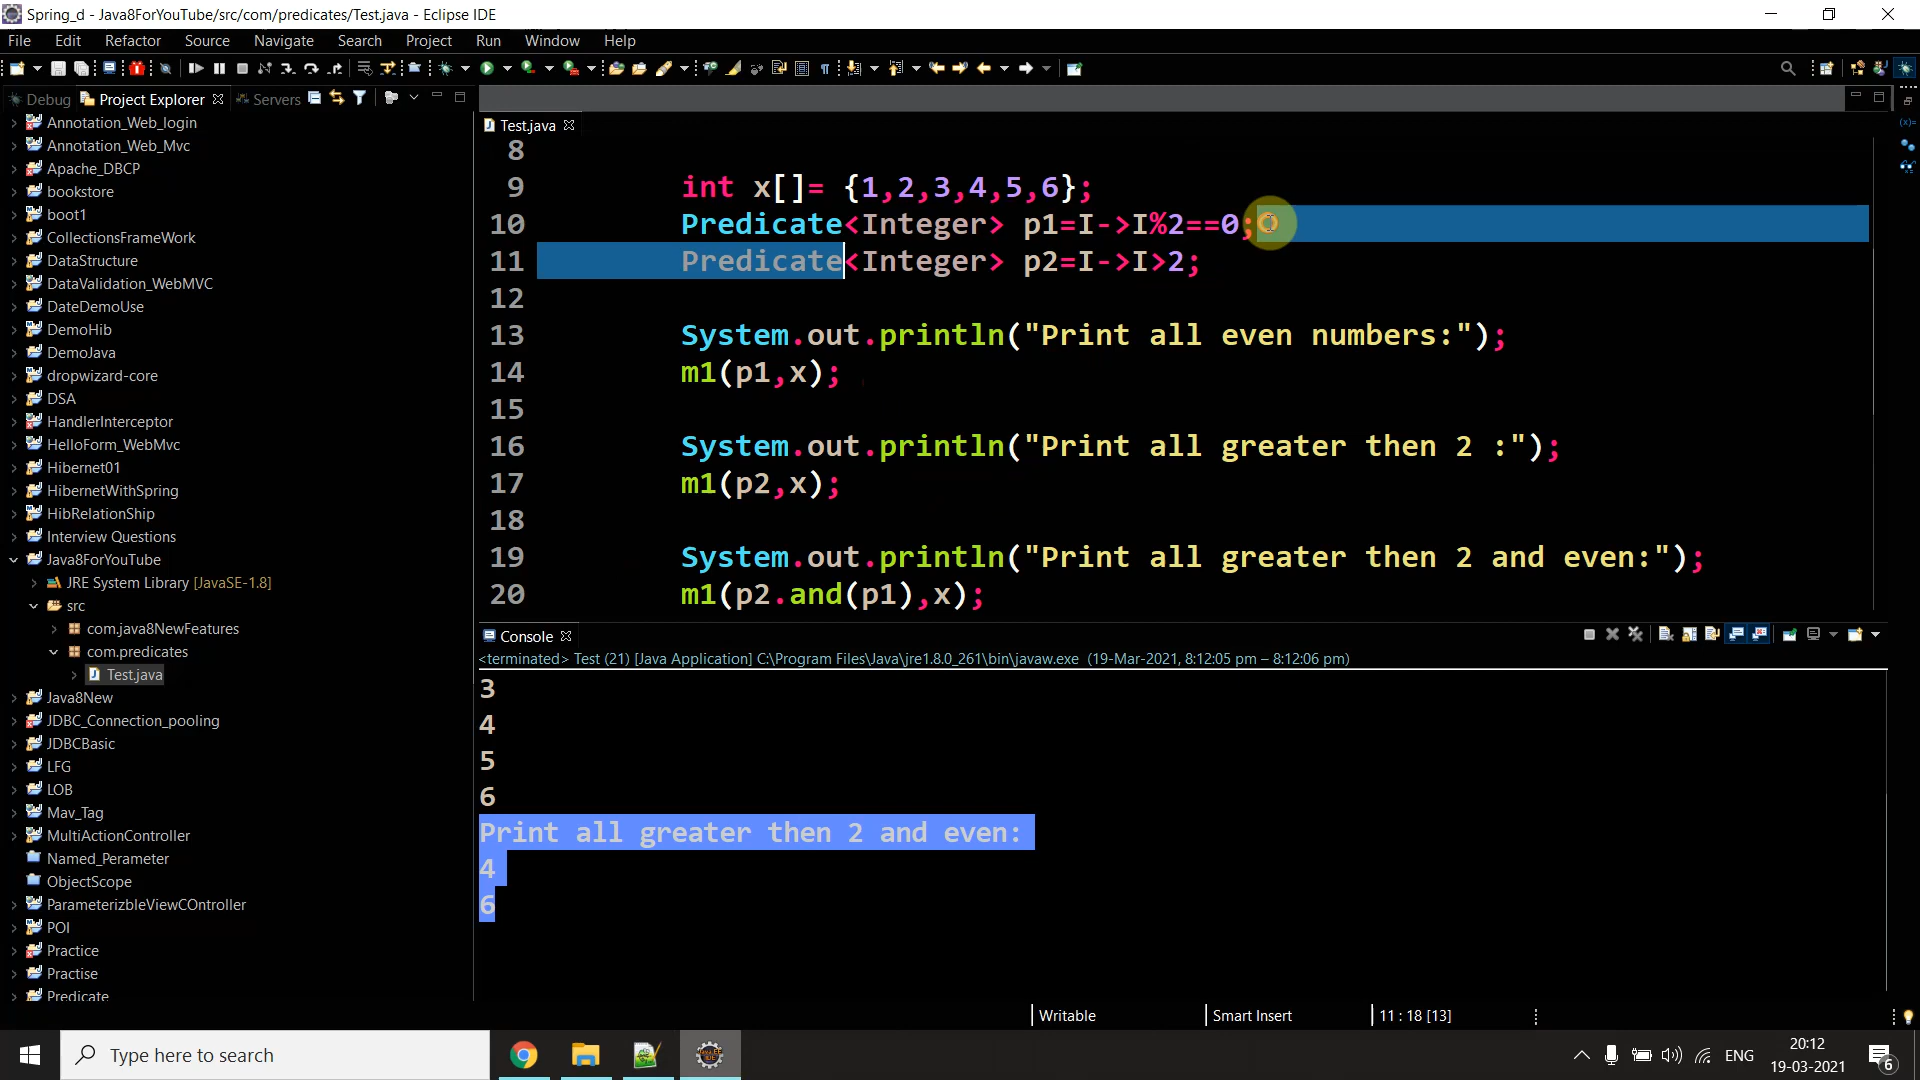 Spring_d - Java8ForYouTube/src/com/predicates/Test.java - Eclipse IDE
File Edit Refactor Source Navigate Search Project Run Window Help
Debug Project Explorer Servers
Annotation_Web_login
Annotation_Web_Mvc
Apache_DBCP
bookstore
boot1
CollectionsFrameWork
DataStructure
DataValidation_WebMVC
DateDemoUse
DemoHib
DemoJava
dropwizard-core
DSA
HandlerInterceptor
HelloForm_WebMvc
Hibernet01
HibernetWithSpring
HibRelationShip
Interview Questions
Java8ForYouTube
JRE System Library [JavaSE-1.8]
src
com.java8NewFeatures
com.predicates
Test.java
Java8New
JDBC_Connection_pooling
JDBCBasic
LFG
LOB
Mav_Tag
MultiActionController
Named_Perameter
ObjectScope
ParameterizbleViewCOntroller
POI
Practice
Practise
Predicate
Test.java
8
9 int x[]= {1,2,3,4,5,6};
10 Predicate<Integer> p1=I->I%2==0;
11 Predicate<Integer> p2=I->I>2;
12
13 System.out.println("Print all even numbers:");
14 m1(p1,x);
15
16 System.out.println("Print all greater then 2 :");
17 m1(p2,x);
18
19 System.out.println("Print all greater then 2 and even:");
20 m1(p2.and(p1),x);
Console
<terminated> Test (21) [Java Application] C:\Program Files\Java\jre1.8.0_261\bin\javaw.exe (19-Mar-2021, 8:12:05 pm – 8:12:06 pm)
3
4
5
6
Print all greater then 2 and even:
4
6
Writable Smart Insert 11 : 18 [13]
Type here to search
ENG
20:12
19-03-2021
6